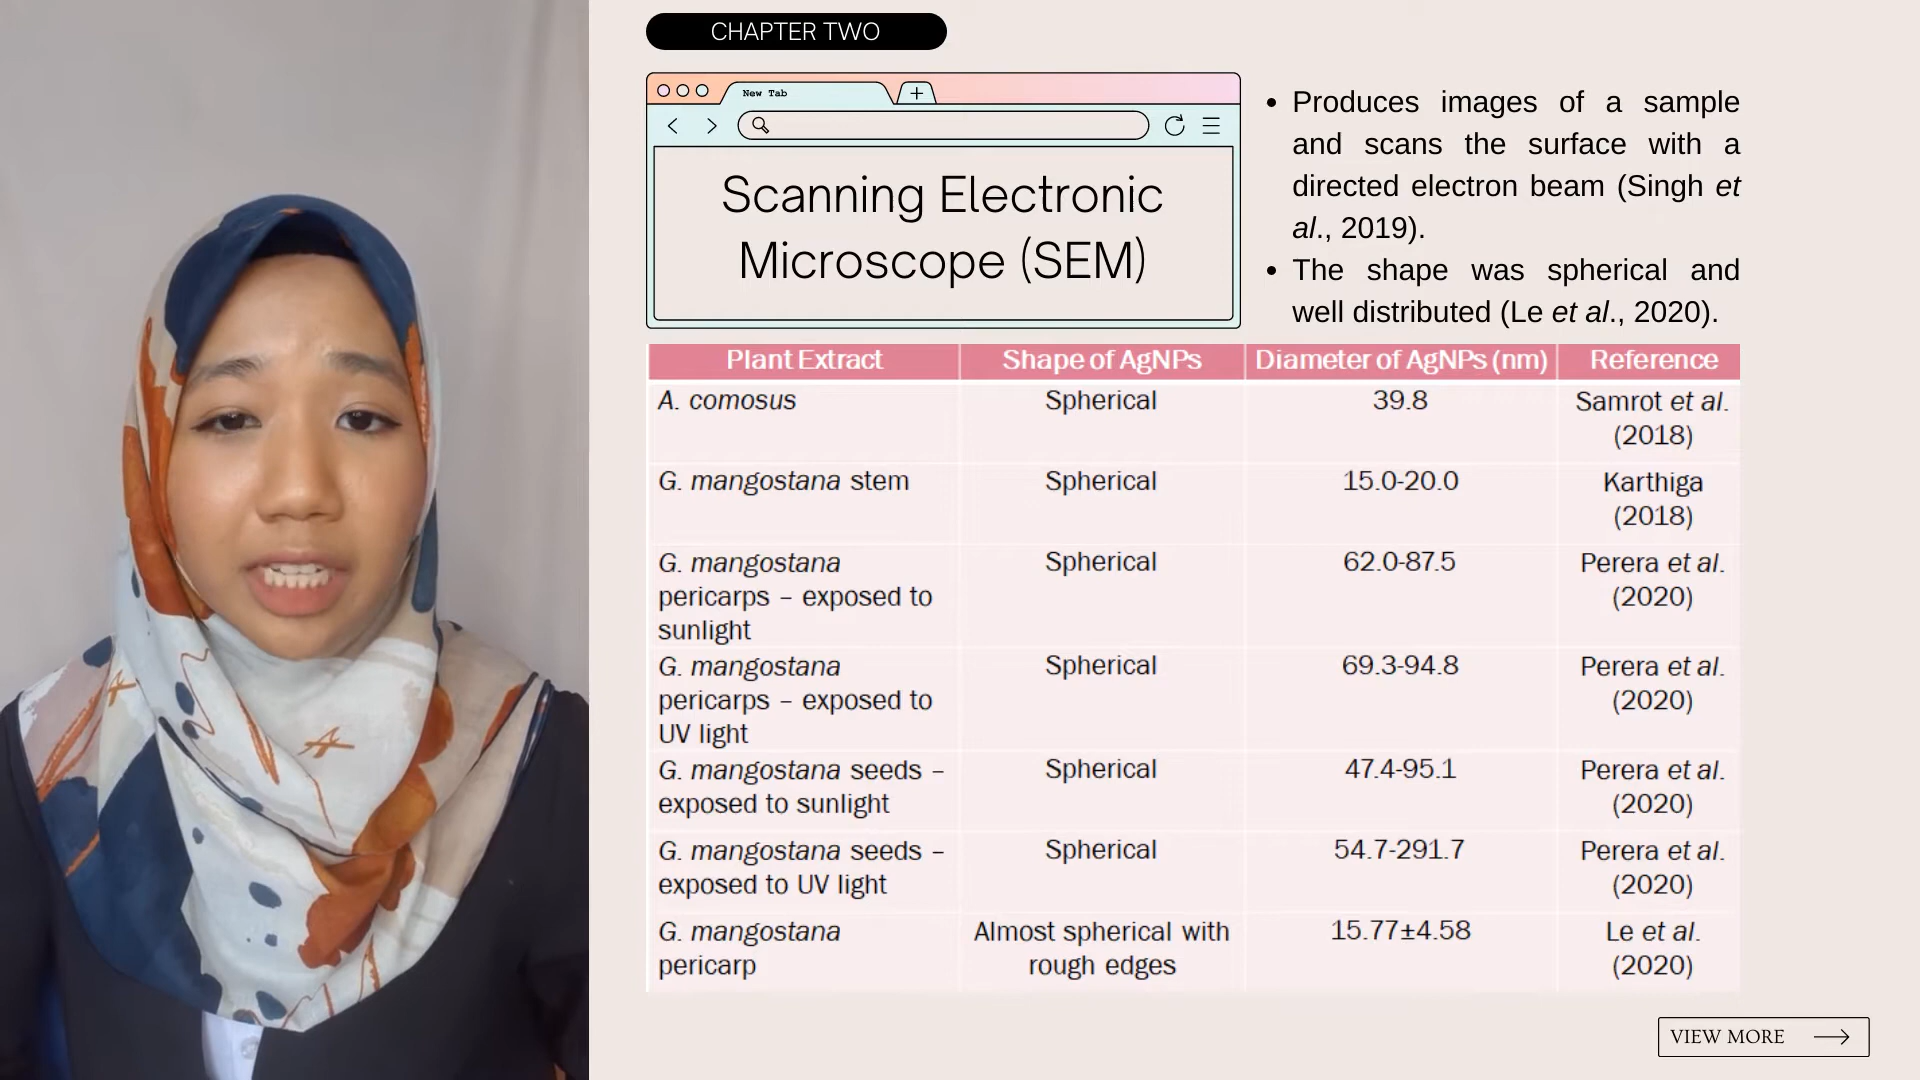 CHAPTER TWO
New Tab
Scanning Electronic
Microscope (SEM)
• Produces images of a sample
and scans the surface with a
directed electron beam (Singh et
al., 2019).
• The shape was spherical and
well distributed (Le et al., 2020).
Plant Extract Shape of AgNPs Diameter of AgNPs (nm) Reference
A. comosus Spherical 39.8 Samrot et al.
(2018)
G. mangostana stem Spherical 15.0-20.0 Karthiga
(2018)
G. mangostana Spherical 62.0-87.5 Perera et al.
pericarps – exposed to (2020)
sunlight
G. mangostana Spherical 69.3-94.8 Perera et al.
pericarps – exposed to (2020)
UV light
G. mangostana seeds – Spherical 47.4-95.1 Perera et al.
exposed to sunlight (2020)
G. mangostana seeds – Spherical 54.7-291.7 Perera et al.
exposed to UV light (2020)
G. mangostana Almost spherical with 15.77±4.58 Le et al.
pericarp rough edges (2020)
VIEW MORE